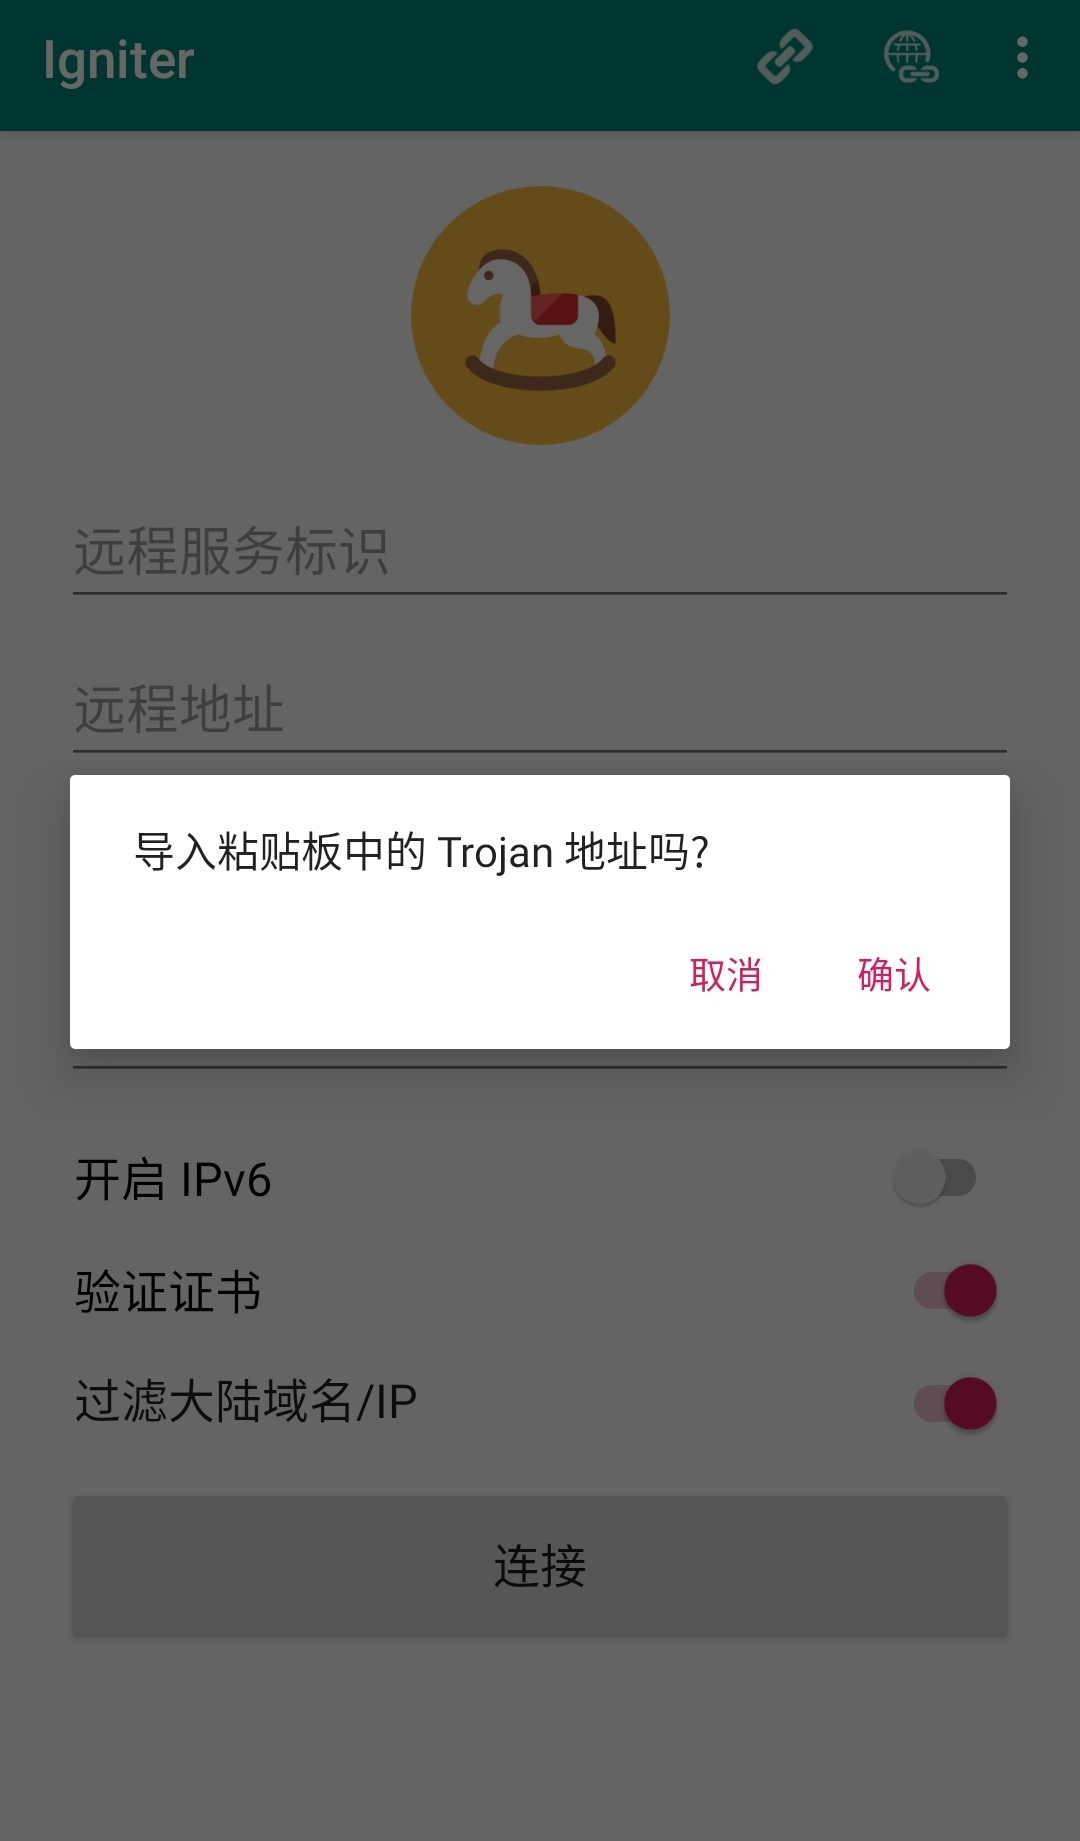 Igniter
远程服务标识
远程地址
导入粘贴板中的 Trojan 地址吗?
取消 确认
开启 IPv6
验证证书
过滤大陆域名/IP
连接